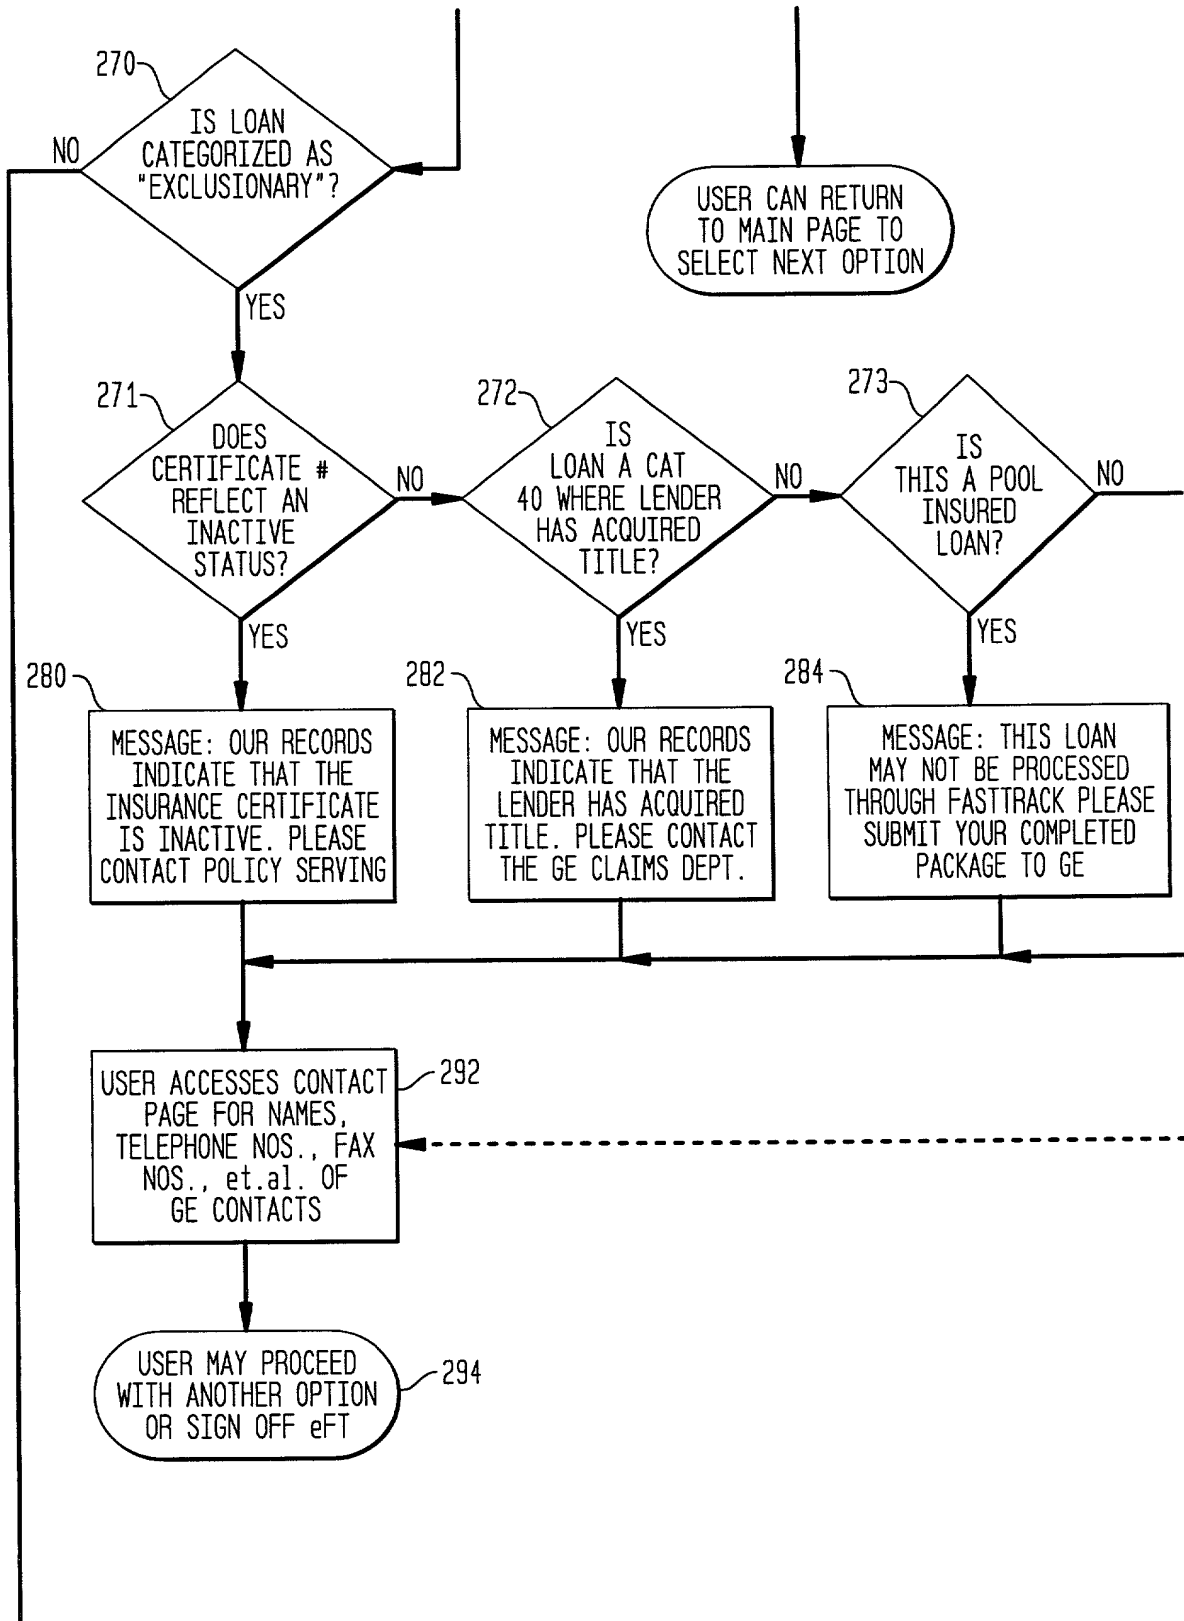 270
IS LOAN
CATEGORIZED AS
"EXCLUSIONARY"?
NO
YES
USER CAN RETURN
TO MAIN PAGE TO
SELECT NEXT OPTION
271
DOES
CERTIFICATE #
REFLECT AN
INACTIVE
STATUS?
NO
YES
272
IS
LOAN A CAT
40 WHERE LENDER
HAS ACQUIRED
TITLE?
NO
YES
273
IS
THIS A POOL
INSURED
LOAN?
NO
YES
280
MESSAGE: OUR RECORDS
INDICATE THAT THE
INSURANCE CERTIFICATE
IS INACTIVE. PLEASE
CONTACT POLICY SERVING
282
MESSAGE: OUR RECORDS
INDICATE THAT THE
LENDER HAS ACQUIRED
TITLE. PLEASE CONTACT
THE GE CLAIMS DEPT.
284
MESSAGE: THIS LOAN
MAY NOT BE PROCESSED
THROUGH FASTTRACK PLEASE
SUBMIT YOUR COMPLETED
PACKAGE TO GE
USER ACCESSES CONTACT
PAGE FOR NAMES,
TELEPHONE NOS., FAX
NOS., et.al. OF
GE CONTACTS
292
USER MAY PROCEED
WITH ANOTHER OPTION
OR SIGN OFF eFT
294